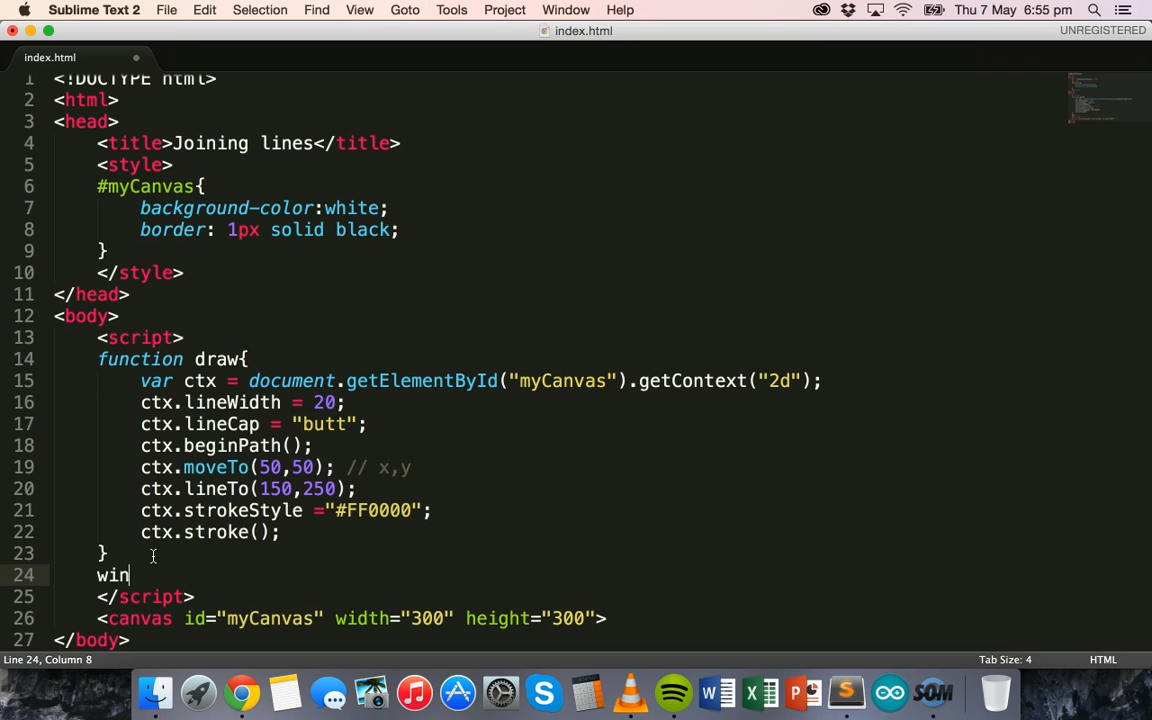 Sublime Text 2 File Edit Selection Find View Goto Tools Project Window Help Thu 7 May 6:55 pm
index.html UNREGISTERED
index.html
1 <!DOCTYPE html>
2 <html>
3 <head>
4 <title>Joining lines</title>
5 <style>
6 #myCanvas{
7 background-color:white;
8 border: 1px solid black;
9 }
10 </style>
11 </head>
12 <body>
13 <script>
14 function draw{
15 var ctx = document.getElementById("myCanvas").getContext("2d");
16 ctx.lineWidth = 20;
17 ctx.lineCap = "butt";
18 ctx.beginPath();
19 ctx.moveTo(50,50); // x,y
20 ctx.lineTo(150,250);
21 ctx.strokeStyle ="#FF0000";
22 ctx.stroke();
23 }
24 win
25 </script>
26 <canvas id="myCanvas" width="300" height="300">
27 </body>
Line 24, Column 8 Tab Size: 4 HTML
SOM